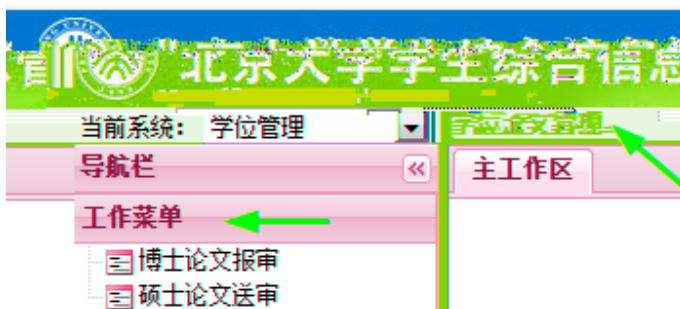 北京大学学生综合信息
当前系统： 学位管理
导航栏
主工作区
工作菜单
博士论文报审
硕士论文送审